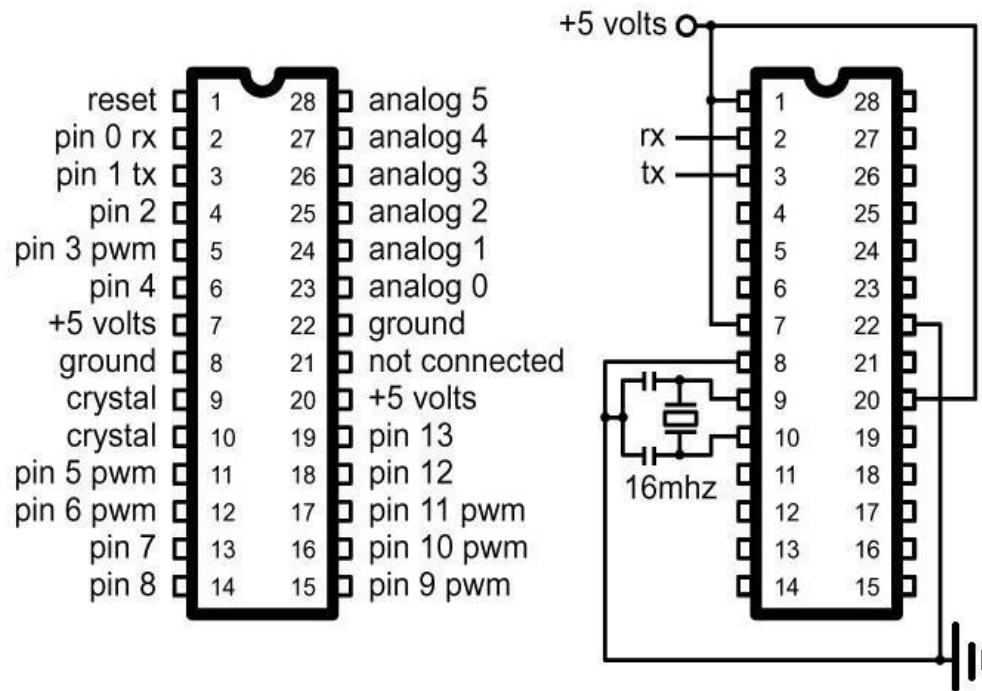 reset 1 28 analog 5
pin 0 rx 2 27 analog 4
pin 1 tx 3 26 analog 3
pin 2 4 25 analog 2
pin 3 pwm 5 24 analog 1
pin 4 6 23 analog 0
+5 volts 7 22 ground
ground 8 21 not connected
crystal 9 20 +5 volts
crystal 10 19 pin 13
pin 5 pwm 11 18 pin 12
pin 6 pwm 12 17 pin 11 pwm
pin 7 13 16 pin 10 pwm
pin 8 14 15 pin 9 pwm
+5 volts
1 28
rx 2 27
tx 3 26
4 25
5 24
6 23
7 22
8 21
9 20
10 19
16mhz 11 18
12 17
13 16
14 15